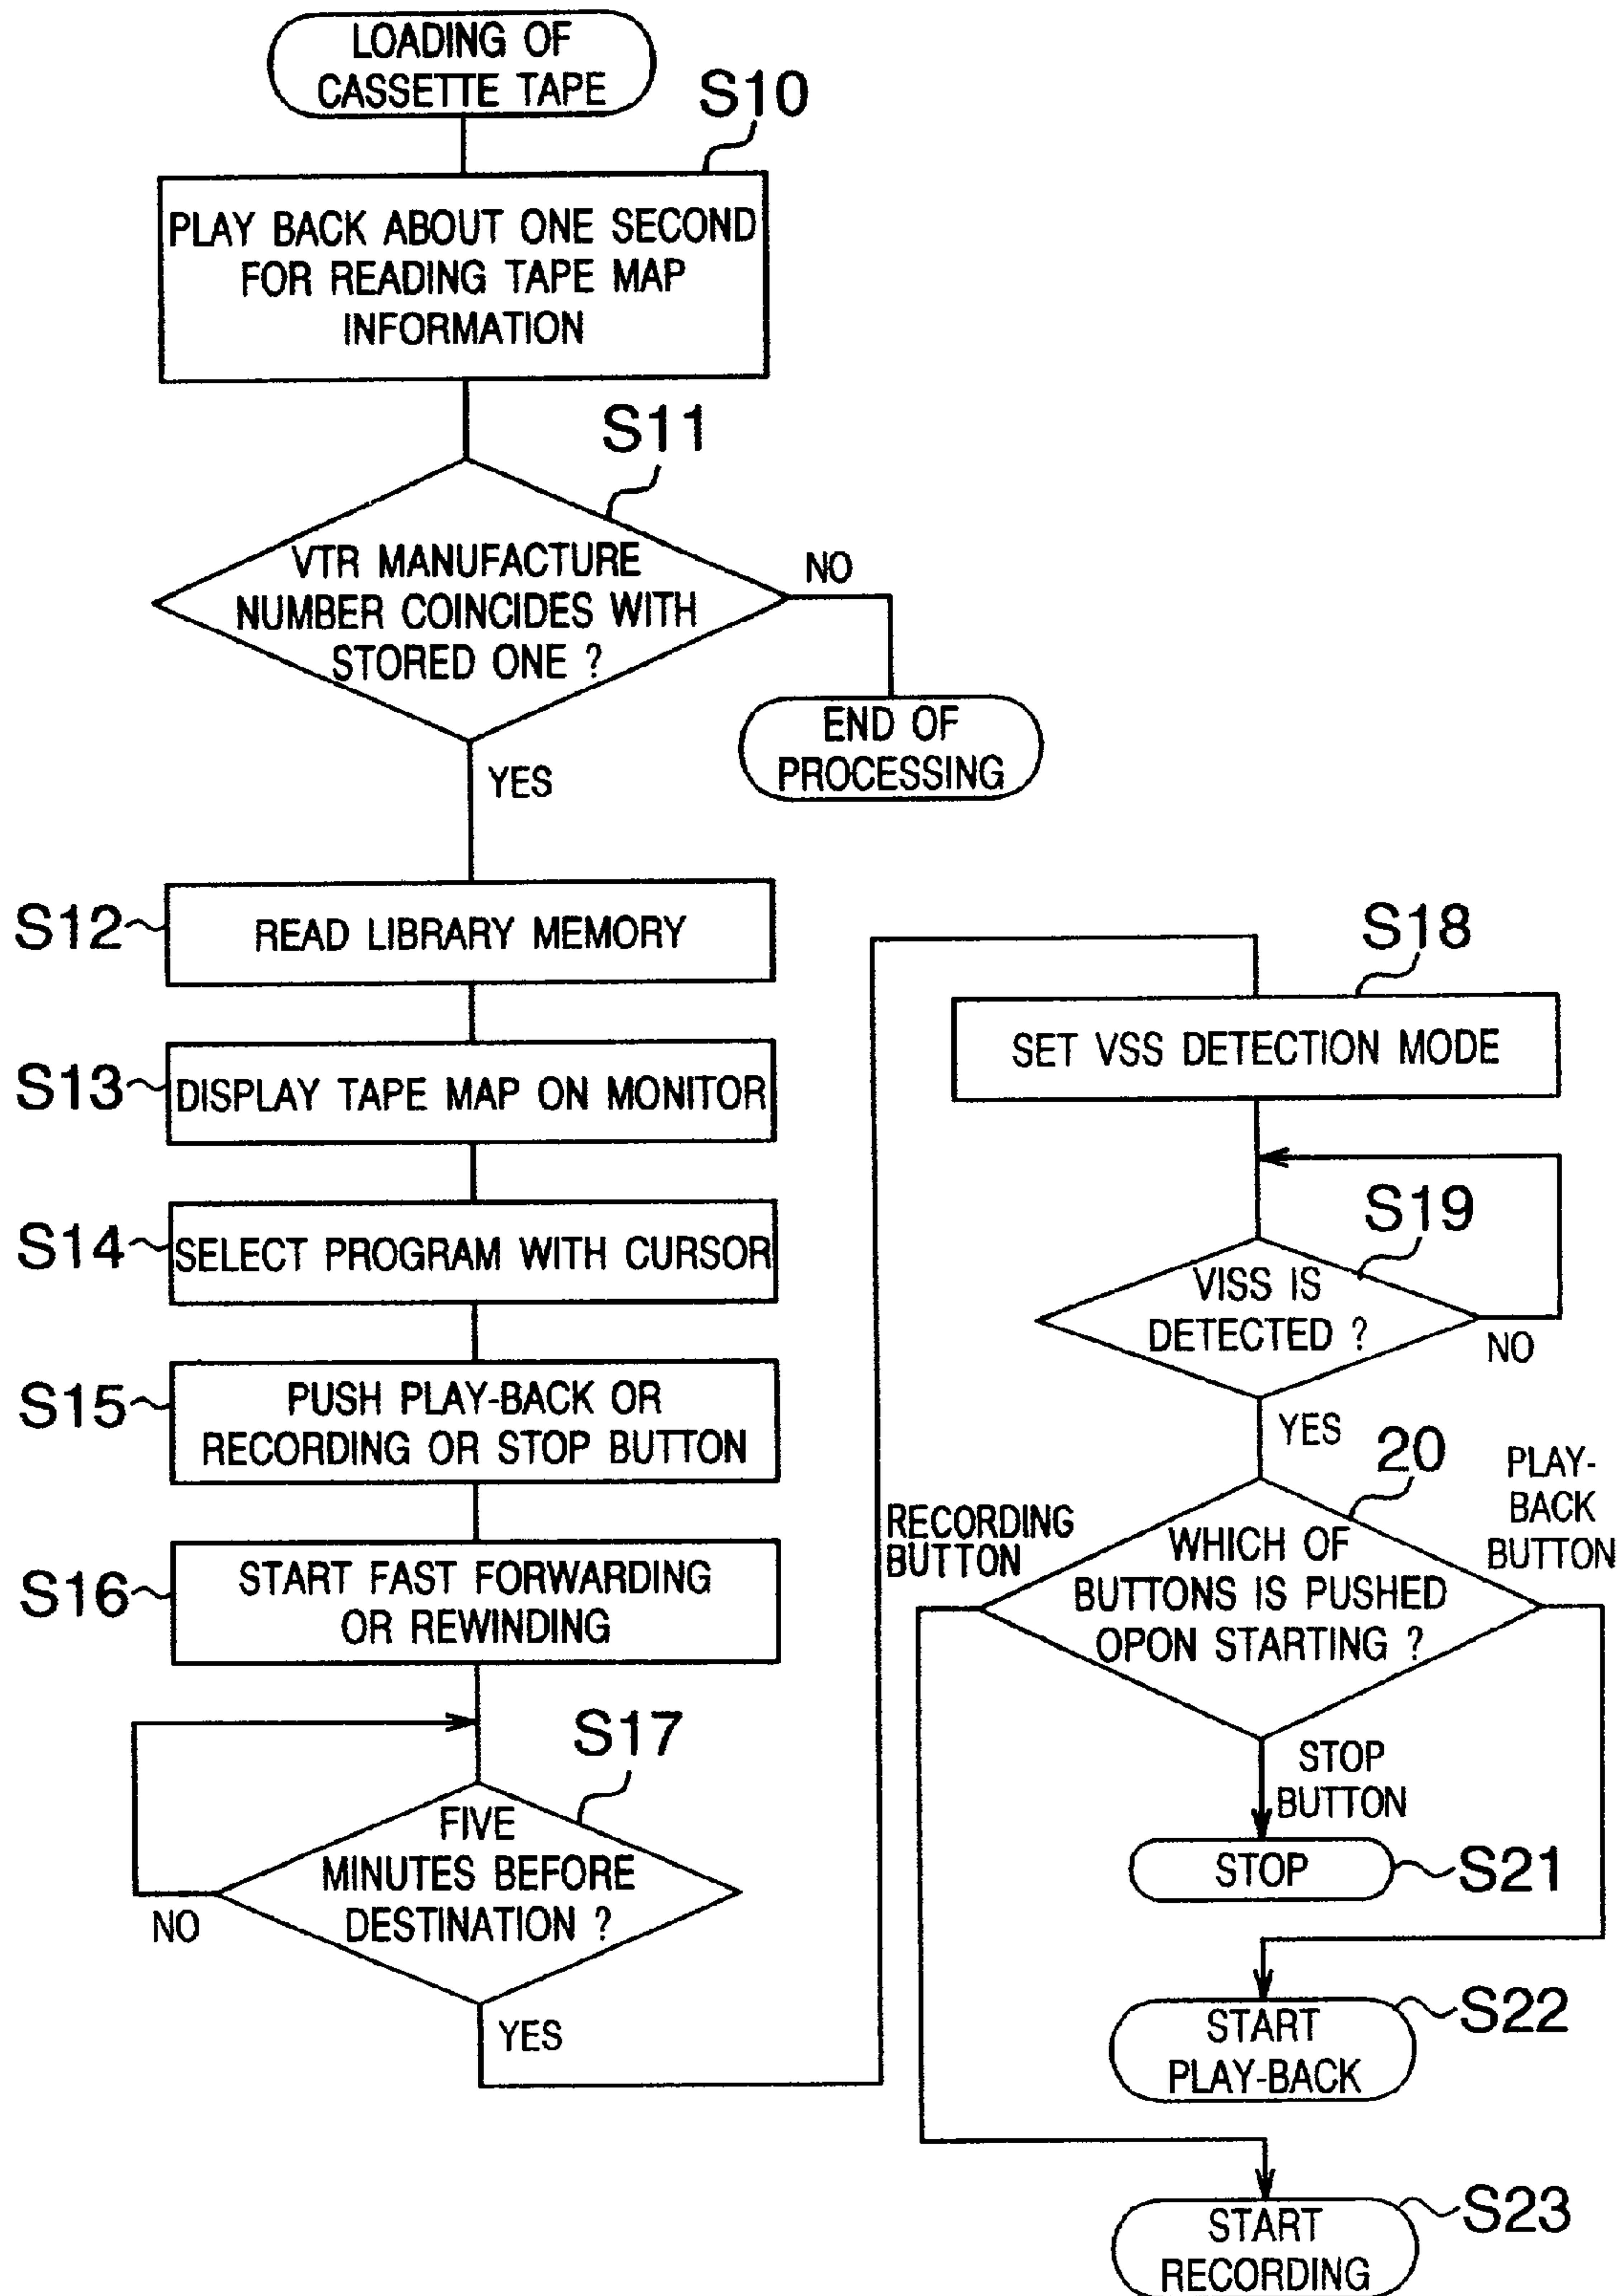 LOADING OF
CASSETTE TAPE
S10
PLAY BACK ABOUT ONE SECOND
FOR READING TAPE MAP
INFORMATION
S11
VTR MANUFACTURE
NUMBER COINCIDES WITH
STORED ONE ?
NO
END OF
PROCESSING
YES
S12
READ LIBRARY MEMORY
S13
DISPLAY TAPE MAP ON MONITOR
S14
SELECT PROGRAM WITH CURSOR
S15
PUSH PLAY-BACK OR
RECORDING OR STOP BUTTON
S16
START FAST FORWARDING
OR REWINDING
S17
FIVE
MINUTES BEFORE
DESTINATION ?
NO
YES
S18
SET VSS DETECTION MODE
S19
VISS IS
DETECTED ?
NO
YES
20
WHICH OF
BUTTONS IS PUSHED
OPON STARTING ?
RECORDING
BUTTON
PLAY-
BACK
BUTTON
STOP
BUTTON
STOP
S21
START
PLAY-BACK
S22
START
RECORDING
S23